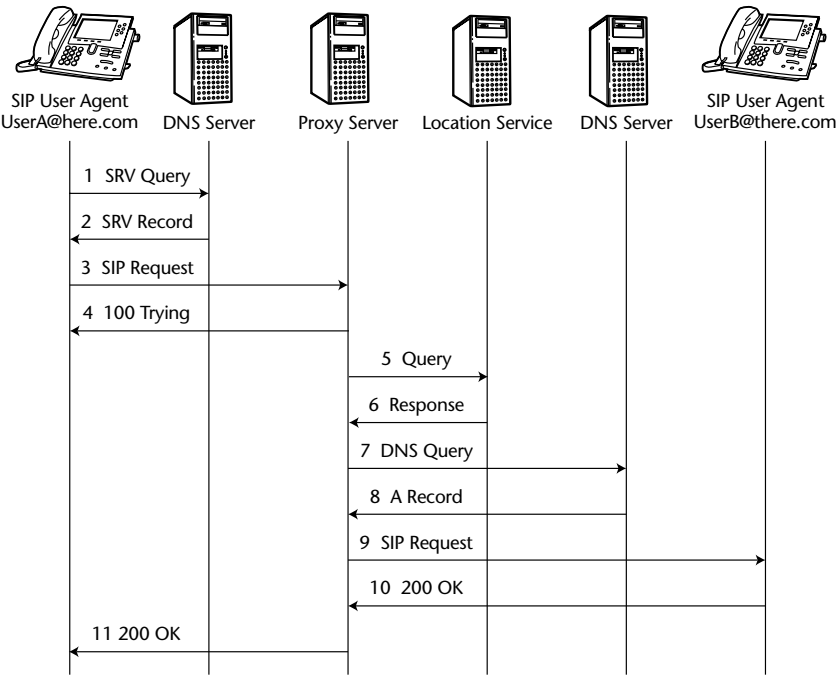 SIP User Agent
UserA@here.com
DNS Server
Proxy Server
Location Service
DNS Server
SIP User Agent
UserB@there.com
1 SRV Query
2 SRV Record
3 SIP Request
4 100 Trying
5 Query
6 Response
7 DNS Query
8 A Record
9 SIP Request
10 200 OK
11 200 OK